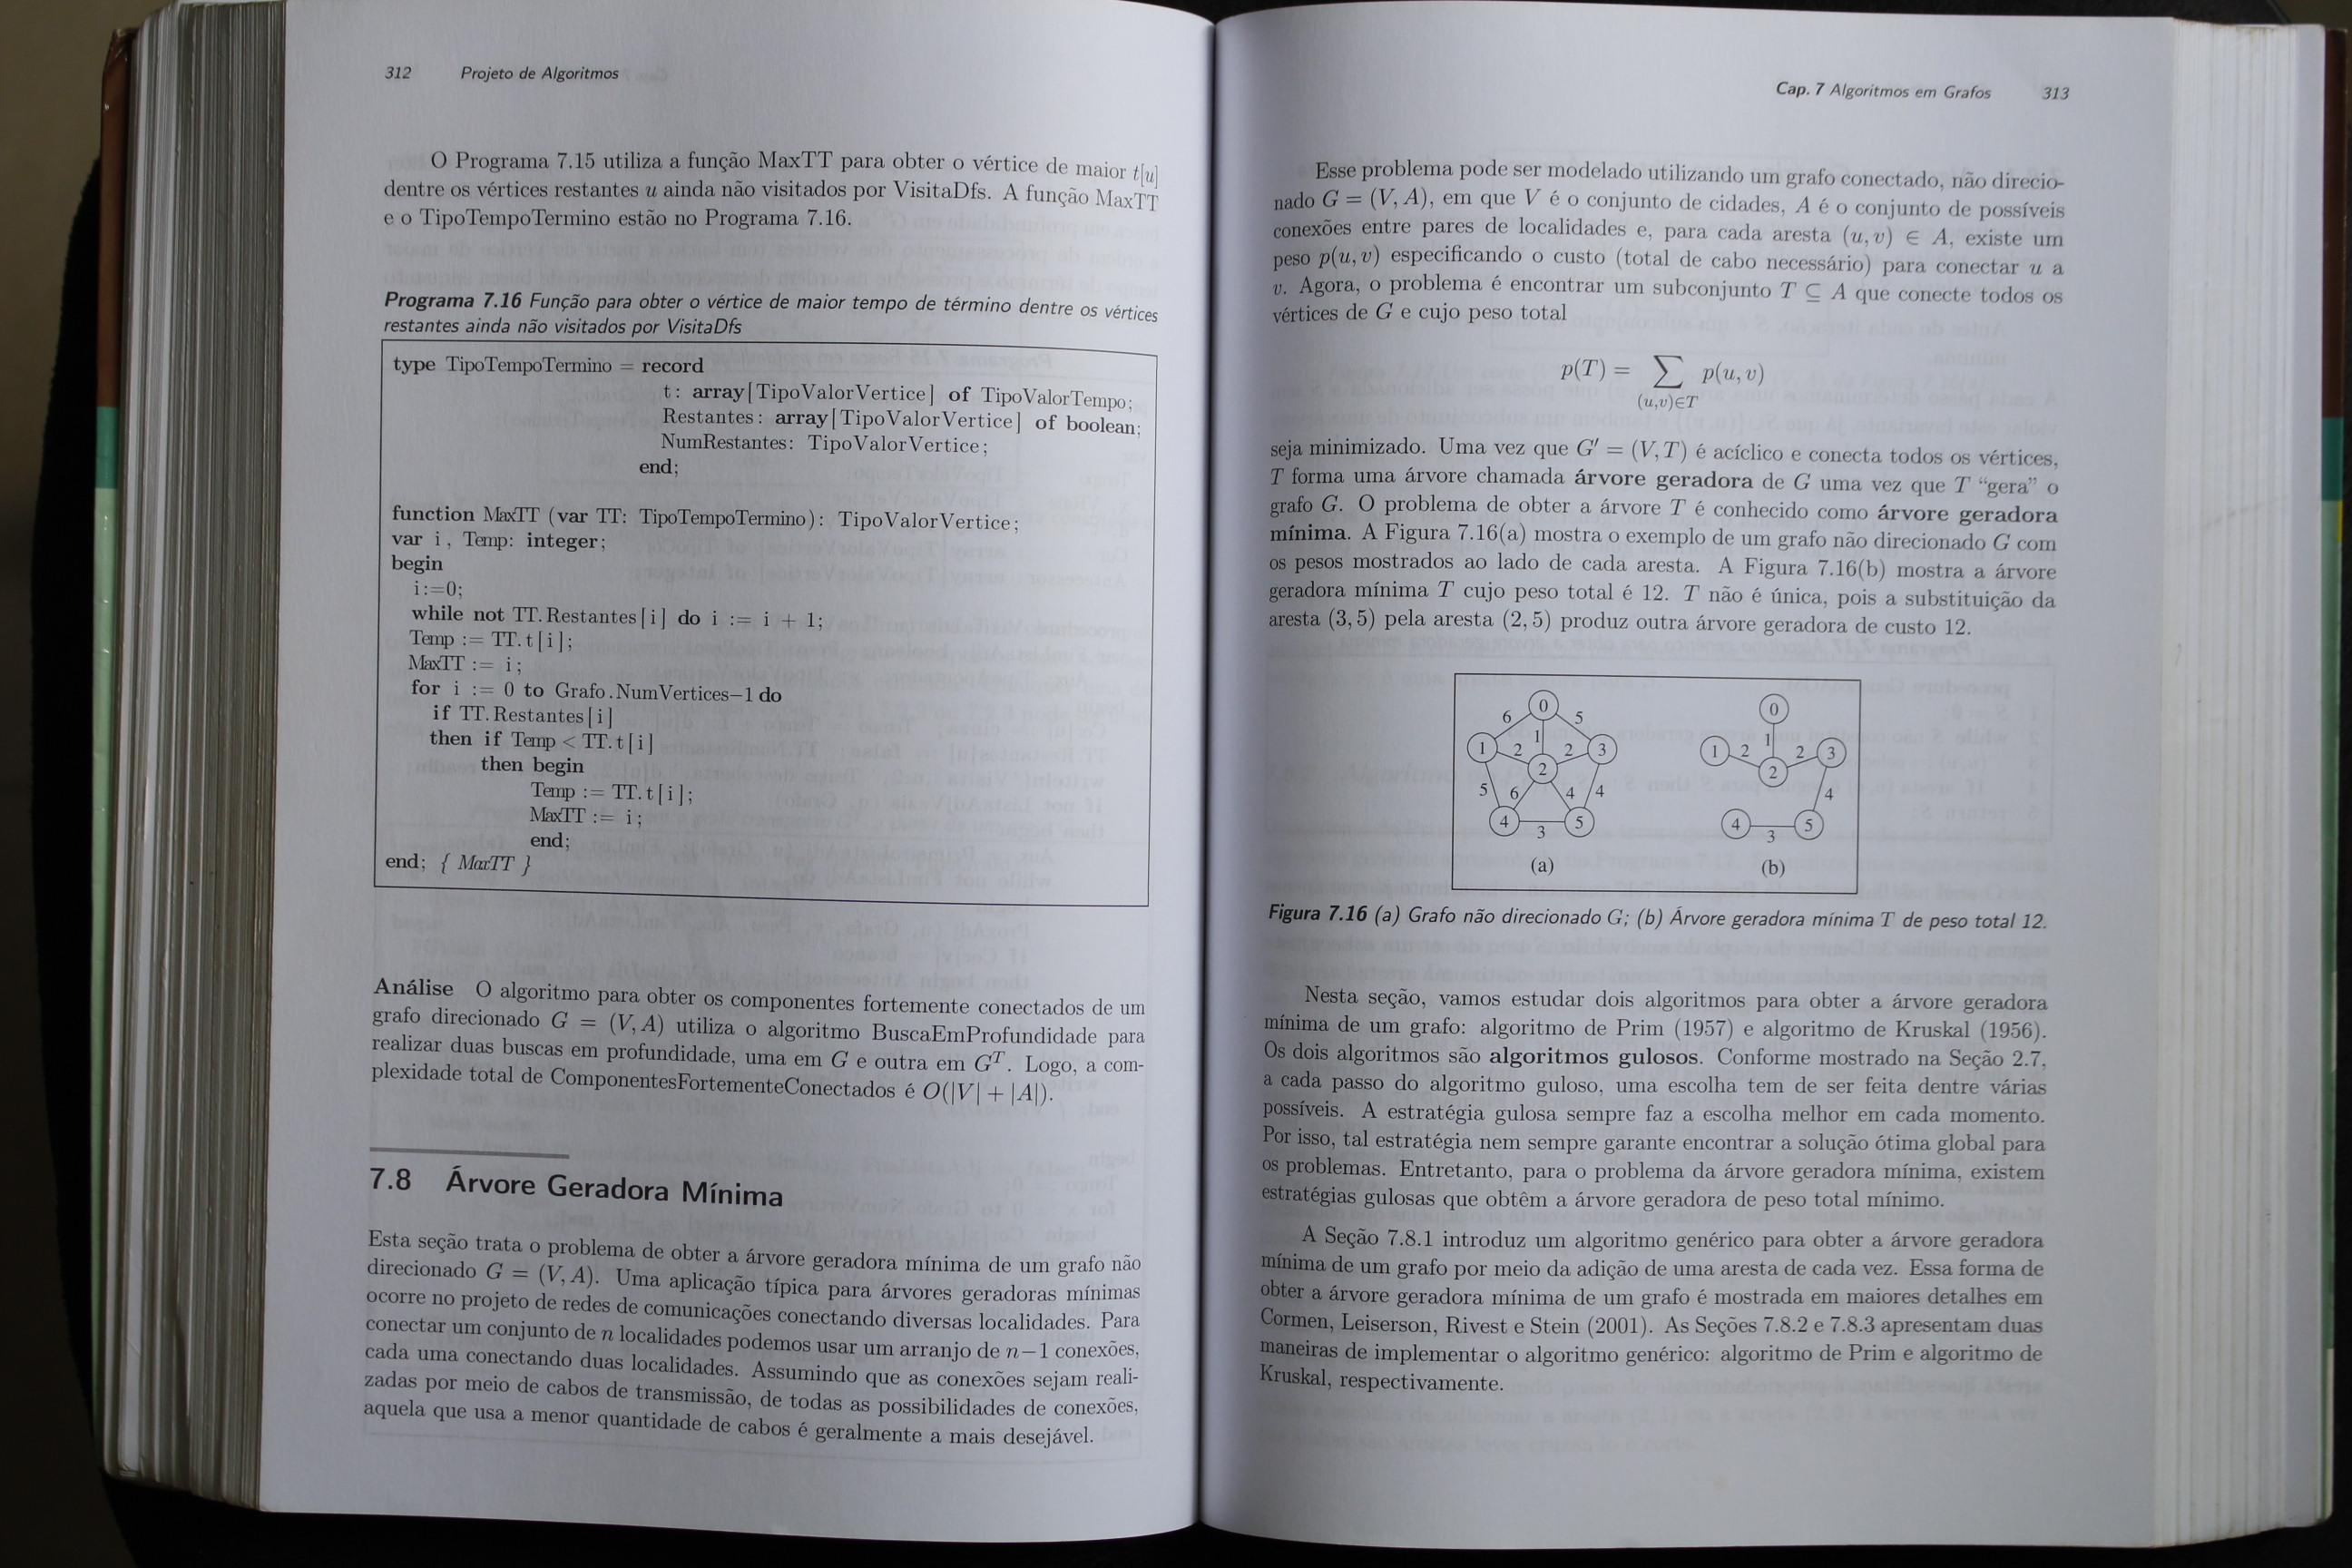 312 Projeto de Algoritmos
O Programa 7.15 utiliza a função MaxTT para obter o vértice de maior t[u]
dentre os vértices restantes u ainda não visitados por VisitaDfs. A função MaxTT
e o TipoTempoTermino estão no Programa 7.16.
Programa 7.16 Função para obter o vértice de maior tempo de término dentre os vértices
restantes ainda não visitados por VisitaDfs
type TipoTempoTermino = record
t: array[TipoValorVertice] of TipoValorTempo;
Restantes: array[TipoValorVertice] of boolean;
NumRestantes: TipoValorVertice;
end;
function MaxTT (var TT: TipoTempoTermino): TipoValorVertice;
var i, Temp: integer;
begin
i:=0;
while not TT.Restantes[i] do i := i + 1;
Temp := TT.t[i];
MaxTT := i;
for i := 0 to Grafo.NumVertices−1 do
if TT.Restantes[i]
then if Temp < TT.t[i]
then begin
Temp := TT.t[i];
MaxTT := i;
end;
end; { MaxTT }
Análise O algoritmo para obter os componentes fortemente conectados de um
grafo direcionado G = (V, A) utiliza o algoritmo BuscaEmProfundidade para
realizar duas buscas em profundidade, uma em G e outra em Gᵀ. Logo, a com-
plexidade total de ComponentesFortementeConectados é O(|V| + |A|).
7.8 Árvore Geradora Mínima
Esta seção trata o problema de obter a árvore geradora mínima de um grafo não
direcionado G = (V, A). Uma aplicação típica para árvores geradoras mínimas
ocorre no projeto de redes de comunicações conectando diversas localidades. Para
conectar um conjunto de n localidades podemos usar um arranjo de n−1 conexões,
cada uma conectando duas localidades. Assumindo que as conexões sejam reali-
zadas por meio de cabos de transmissão, de todas as possibilidades de conexões,
aquela que usa a menor quantidade de cabos é geralmente a mais desejável.
Cap. 7 Algoritmos em Grafos 313
Esse problema pode ser modelado utilizando um grafo conectado, não direcio-
nado G = (V, A), em que V é o conjunto de cidades, A é o conjunto de possíveis
conexões entre pares de localidades e, para cada aresta (u, v) ∈ A, existe um
peso p(u, v) especificando o custo (total de cabo necessário) para conectar u a
v. Agora, o problema é encontrar um subconjunto T ⊆ A que conecte todos os
vértices de G e cujo peso total
p(T) = ∑ p(u, v)
(u,v)∈T
seja minimizado. Uma vez que G′ = (V, T) é acíclico e conecta todos os vértices,
T forma uma árvore chamada árvore geradora de G uma vez que T “gera” o
grafo G. O problema de obter a árvore T é conhecido como árvore geradora
mínima. A Figura 7.16(a) mostra o exemplo de um grafo não direcionado G com
os pesos mostrados ao lado de cada aresta. A Figura 7.16(b) mostra a árvore
geradora mínima T cujo peso total é 12. T não é única, pois a substituição da
aresta (3, 5) pela aresta (2, 5) produz outra árvore geradora de custo 12.
0 0
6 5
1 1
1 3 1 3
2 2 2 2
2 2
5 6 4 4 4
4 5 4 5
3 3
(a) (b)
Figura 7.16 (a) Grafo não direcionado G; (b) Árvore geradora mínima T de peso total 12.
Nesta seção, vamos estudar dois algoritmos para obter a árvore geradora
mínima de um grafo: algoritmo de Prim (1957) e algoritmo de Kruskal (1956).
Os dois algoritmos são algoritmos gulosos. Conforme mostrado na Seção 2.7,
a cada passo do algoritmo guloso, uma escolha tem de ser feita dentre várias
possíveis. A estratégia gulosa sempre faz a escolha melhor em cada momento.
Por isso, tal estratégia nem sempre garante encontrar a solução ótima global para
os problemas. Entretanto, para o problema da árvore geradora mínima, existem
estratégias gulosas que obtêm a árvore geradora de peso total mínimo.
A Seção 7.8.1 introduz um algoritmo genérico para obter a árvore geradora
mínima de um grafo por meio da adição de uma aresta de cada vez. Essa forma de
obter a árvore geradora mínima de um grafo é mostrada em maiores detalhes em
Cormen, Leiserson, Rivest e Stein (2001). As Seções 7.8.2 e 7.8.3 apresentam duas
maneiras de implementar o algoritmo genérico: algoritmo de Prim e algoritmo de
Kruskal, respectivamente.